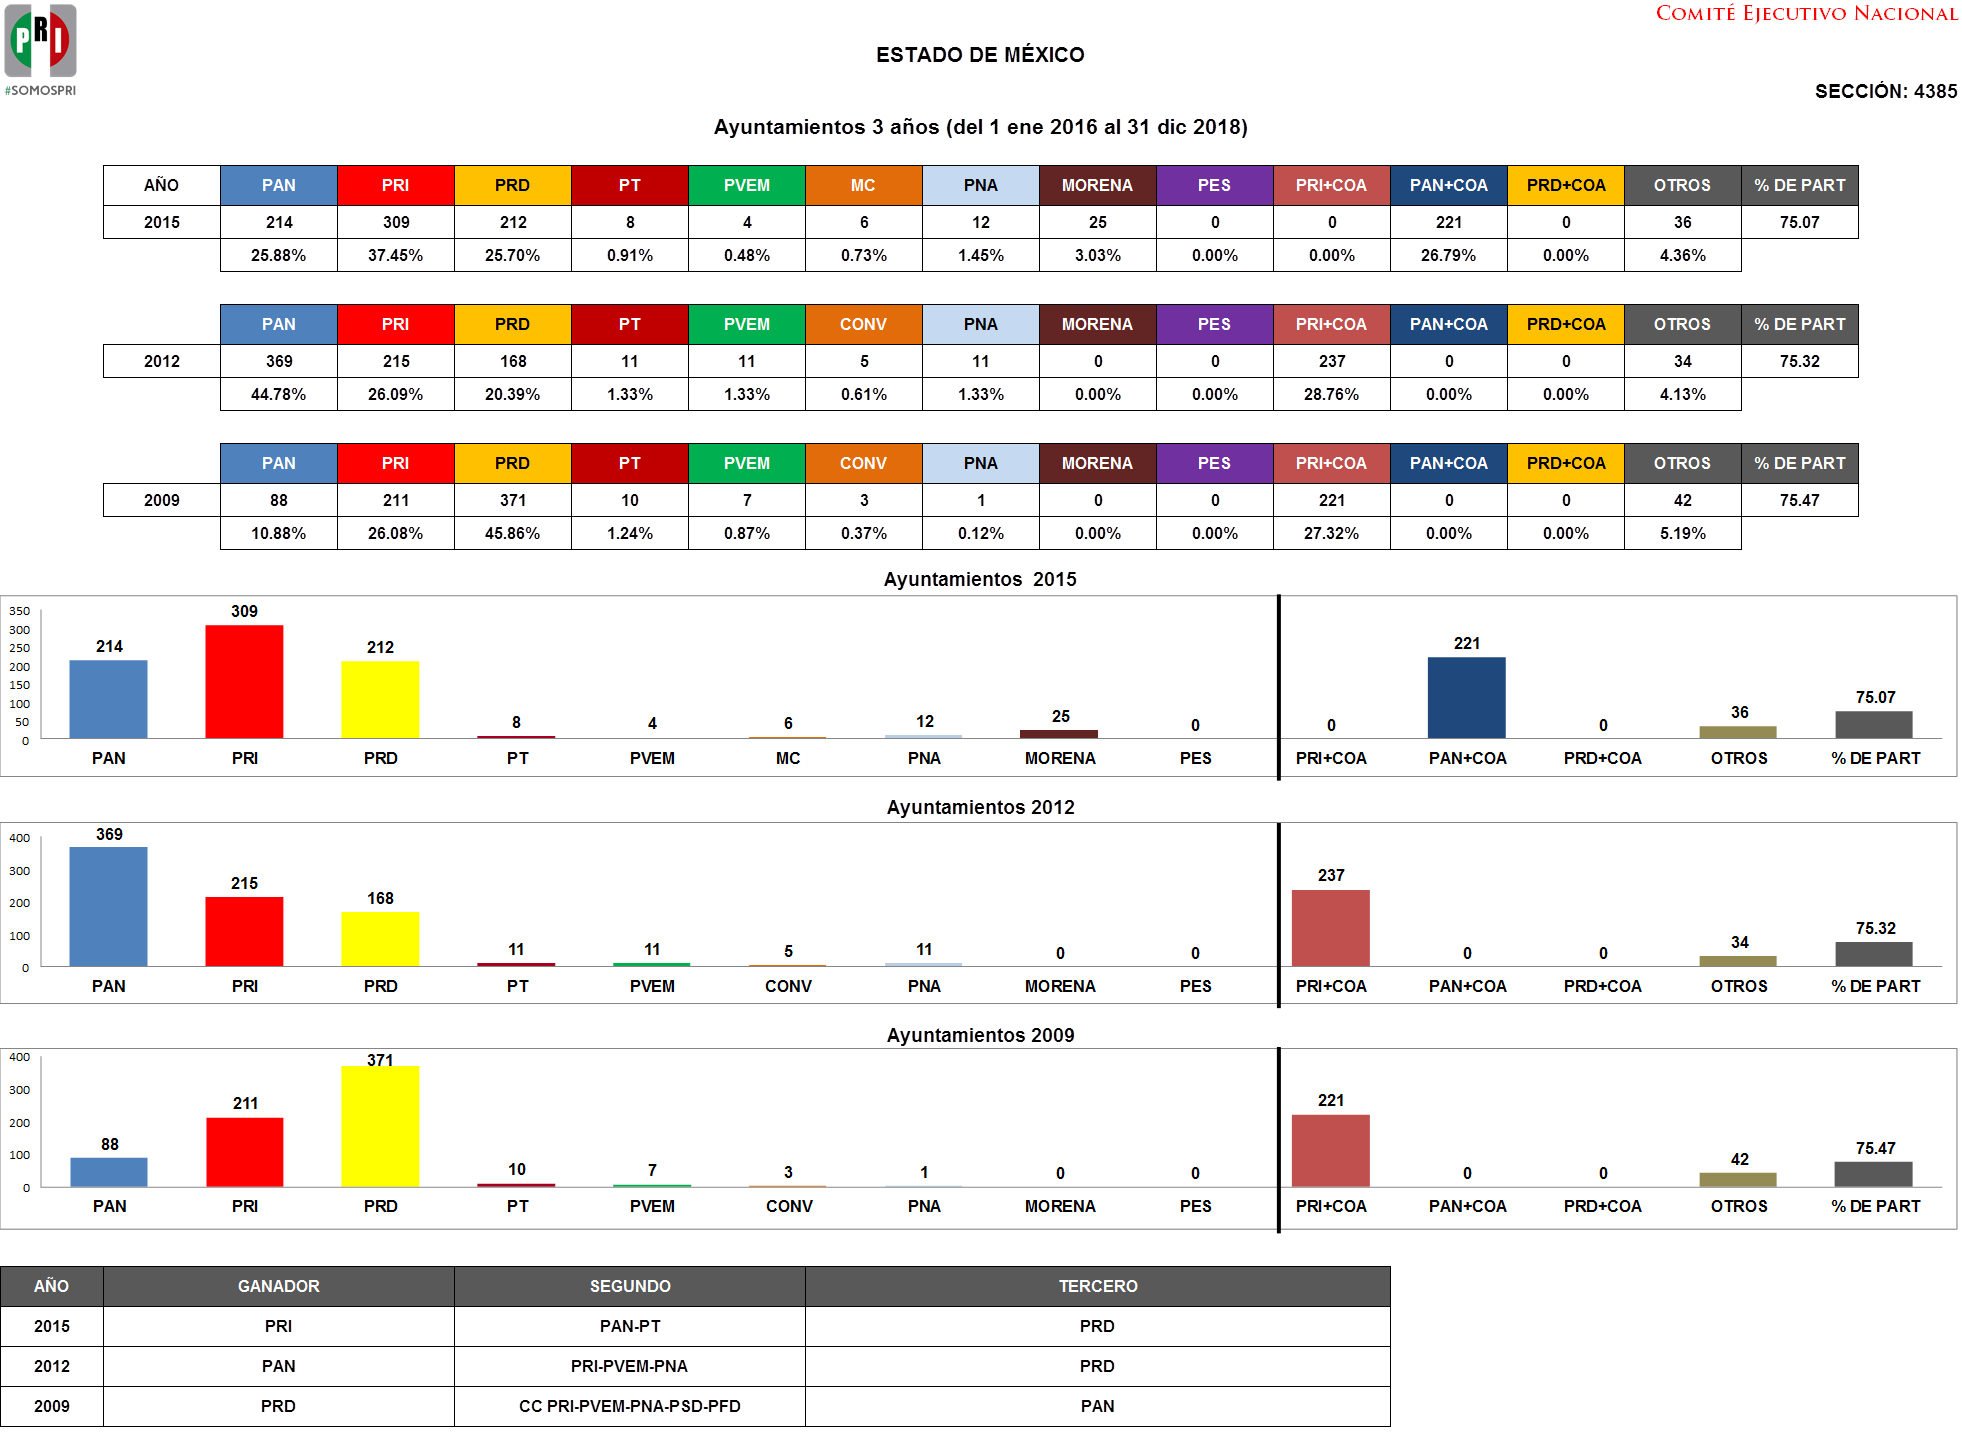 PRI
#SOMOSPRI
COMITÉ EJECUTIVO NACIONAL
ESTADO DE MÉXICO
SECCIÓN: 4385
Ayuntamientos 3 años (del 1 ene 2016 al 31 dic 2018)
AÑO PAN PRI PRD PT PVEM MC PNA MORENA PES PRI+COA PAN+COA PRD+COA OTROS % DE PART
2015 214 309 212 8 4 6 12 25 0 0 221 0 36 75.07
25.88% 37.45% 25.70% 0.91% 0.48% 0.73% 1.45% 3.03% 0.00% 0.00% 26.79% 0.00% 4.36%
PAN PRI PRD PT PVEM CONV PNA MORENA PES PRI+COA PAN+COA PRD+COA OTROS % DE PART
2012 369 215 168 11 11 5 11 0 0 237 0 0 34 75.32
44.78% 26.09% 20.39% 1.33% 1.33% 0.61% 1.33% 0.00% 0.00% 28.76% 0.00% 0.00% 4.13%
PAN PRI PRD PT PVEM CONV PNA MORENA PES PRI+COA PAN+COA PRD+COA OTROS % DE PART
2009 88 211 371 10 7 3 1 0 0 221 0 0 42 75.47
10.88% 26.08% 45.86% 1.24% 0.87% 0.37% 0.12% 0.00% 0.00% 27.32% 0.00% 0.00% 5.19%
Ayuntamientos 2015
350
300
250
200
150
100
50
0
214 309 212 8 4 6 12 25 0 0 221 0 36 75.07
PAN PRI PRD PT PVEM MC PNA MORENA PES PRI+COA PAN+COA PRD+COA OTROS % DE PART
Ayuntamientos 2012
400
300
200
100
0
369 215 168 11 11 5 11 0 0 237 0 0 34 75.32
PAN PRI PRD PT PVEM CONV PNA MORENA PES PRI+COA PAN+COA PRD+COA OTROS % DE PART
Ayuntamientos 2009
400
300
200
100
0
88 211 371 10 7 3 1 0 0 221 0 0 42 75.47
PAN PRI PRD PT PVEM CONV PNA MORENA PES PRI+COA PAN+COA PRD+COA OTROS % DE PART
AÑO GANADOR SEGUNDO TERCERO
2015 PRI PAN-PT PRD
2012 PAN PRI-PVEM-PNA PRD
2009 PRD CC PRI-PVEM-PNA-PSD-PFD PAN